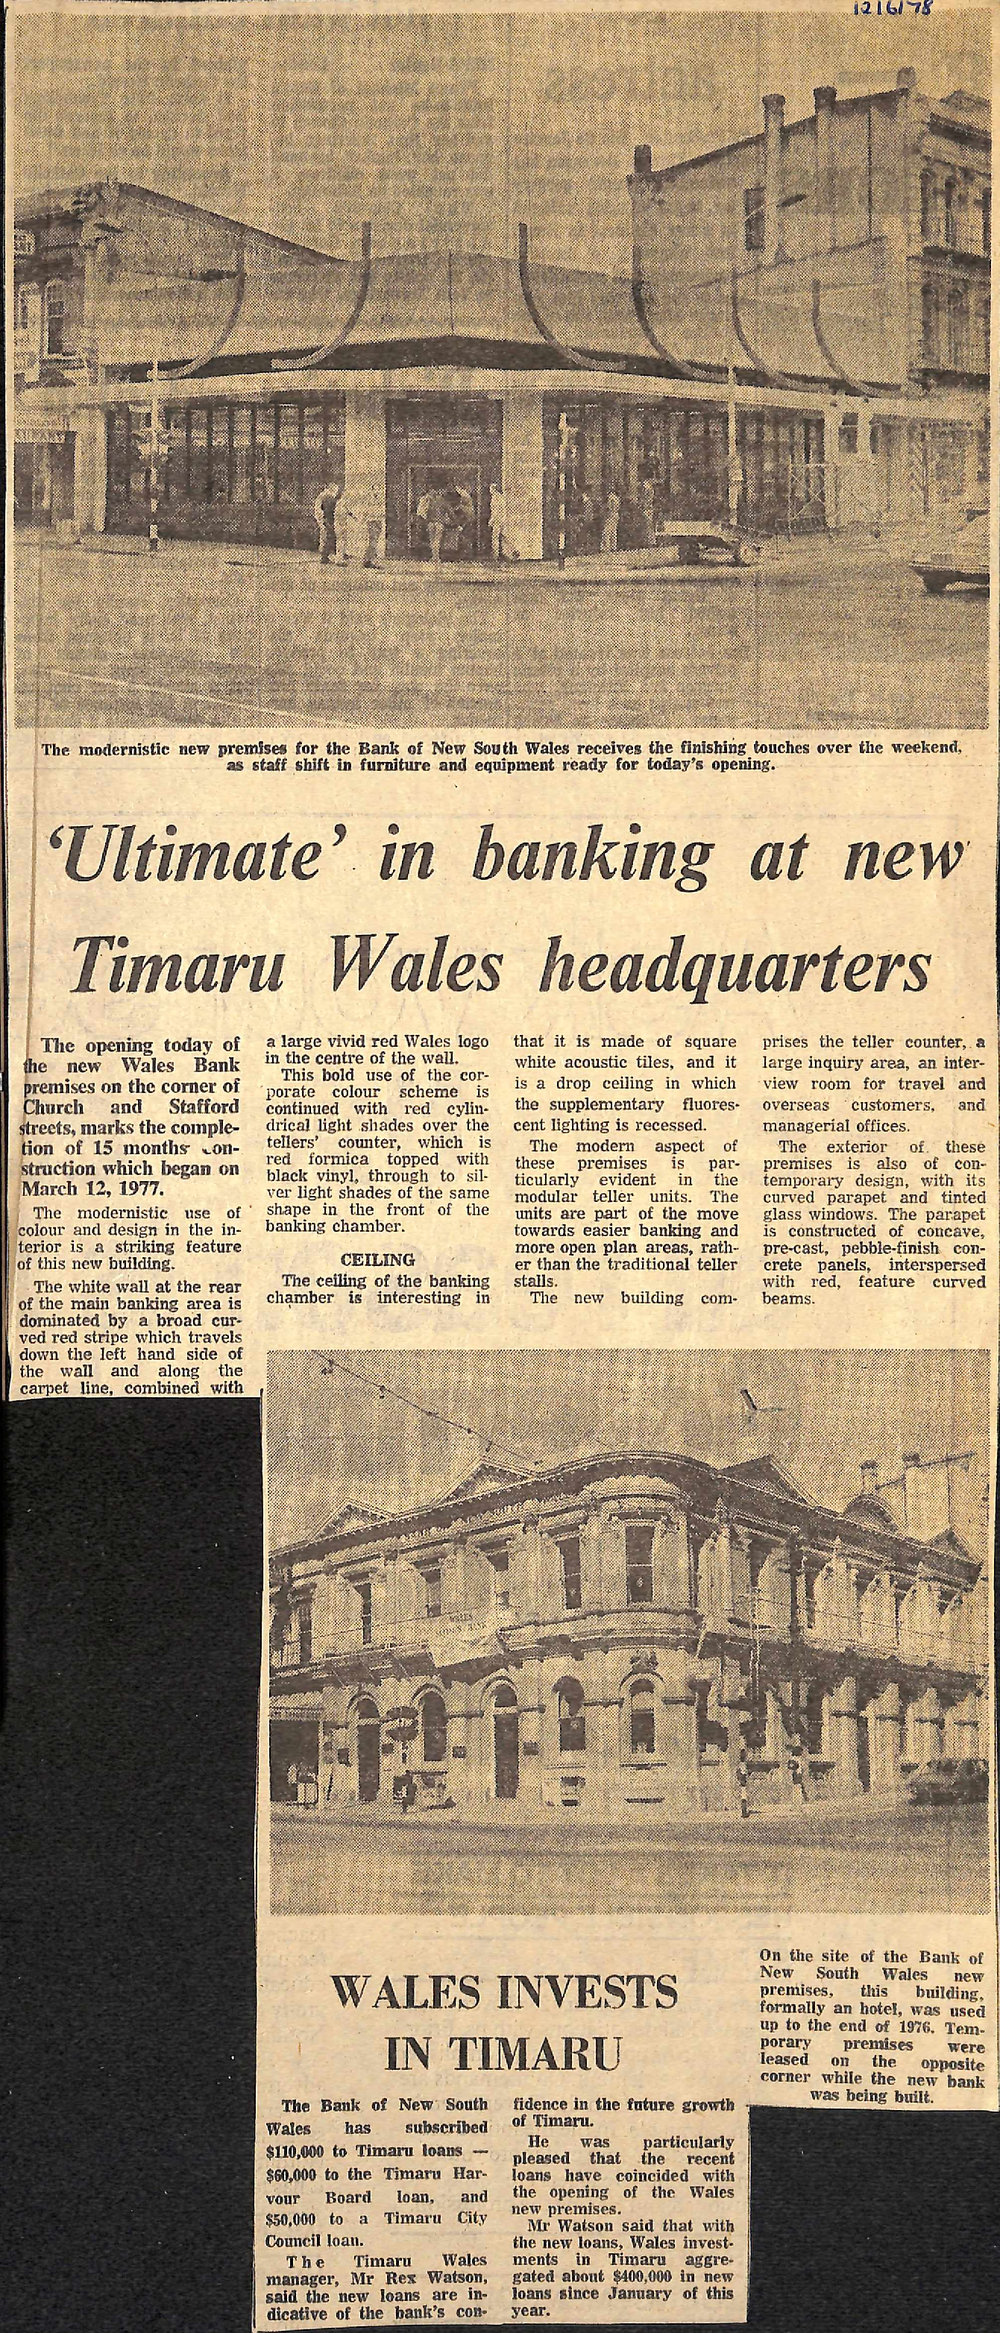 12/6/78
The modernistic new premises for the Bank of New South Wales receives the finishing touches over the weekend,
as staff shift in furniture and equipment ready for today's opening.
'Ultimate' in banking at new
Timaru Wales headquarters
The opening today of
the new Wales Bank
premises on the corner of
Church and Stafford
streets, marks the comple-
tion of 15 months con-
struction which began on
March 12, 1977.
The modernistic use of
colour and design in the in-
terior is a striking feature
of this new building.
The white wall at the rear
of the main banking area is
dominated by a broad cur-
ved red stripe which travels
down the left hand side of
the wall and along the
carpet line, combined with
a large vivid red Wales logo
in the centre of the wall.
This bold use of the cor-
porate colour scheme is
continued with red cylin-
drical light shades over the
tellers' counter, which is
red formica topped with
black vinyl, through to sil-
ver light shades of the same
shape in the front of the
banking chamber.
CEILING
The ceiling of the banking
chamber is interesting in
that it is made of square
white acoustic tiles, and it
is a drop ceiling in which
the supplementary fluores-
cent lighting is recessed.
The modern aspect of
these premises is par-
ticularly evident in the
modular teller units. The
units are part of the move
towards easier banking and
more open plan areas, rath-
er than the traditional teller
stalls.
The new building com-
prises the teller counter, a
large inquiry area, an inter-
view room for travel and
overseas customers, and
managerial offices.
The exterior of these
premises is also of con-
temporary design, with its
curved parapet and tinted
glass windows. The parapet
is constructed of concave,
pre-cast, pebble-finish con-
crete panels, interspersed
with red, feature curved
beams.
WALES INVESTS
IN TIMARU
The Bank of New South
Wales has subscribed
$110,000 to Timaru loans —
$60,000 to the Timaru Har-
vour Board loan, and
$50,000 to a Timaru City
Council loan.
The Timaru Wales
manager, Mr Rex Watson,
said the new loans are in-
dicative of the bank's con-
fidence in the future growth
of Timaru.
He was particularly
pleased that the recent
loans have coincided with
the opening of the Wales
new premises.
Mr Watson said that with
the new loans, Wales invest-
ments in Timaru aggre-
gated about $400,000 in new
loans since January of this
year.
On the site of the Bank of
New South Wales new
premises, this building,
formally an hotel, was used
up to the end of 1976. Tem-
porary premises were
leased on the opposite
corner while the new bank
was being built.